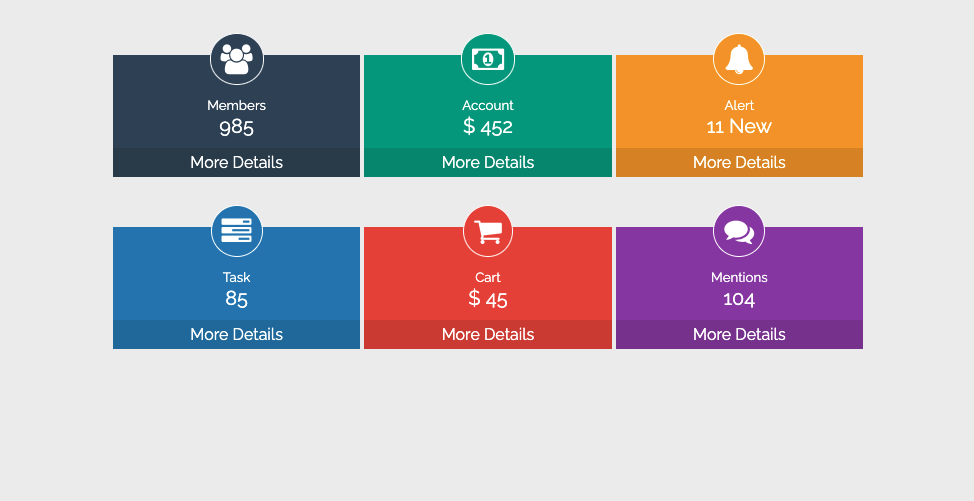 Members
985
More Details
Account
$ 452
More Details
Alert
11 New
More Details
Task
85
More Details
Cart
$ 45
More Details
Mentions
104
More Details